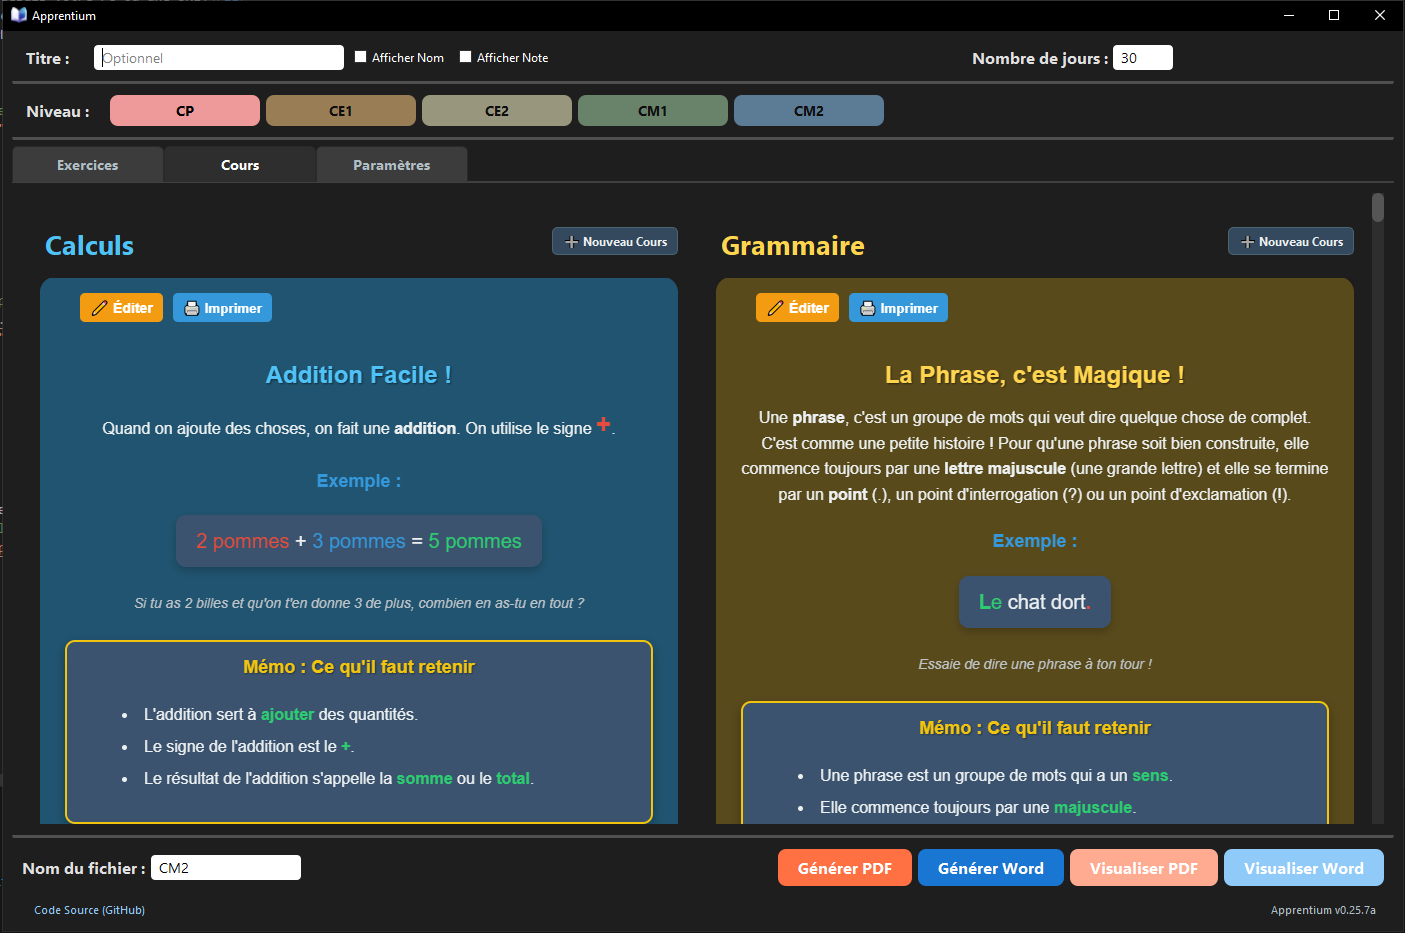 Apprentium
Titre :
Optionnel
Afficher Nom
Afficher Note
Nombre de jours :
30
Niveau :
CP
CE1
CE2
CM1
CM2
Exercices
Cours
Paramètres
Calculs
+ Nouveau Cours
Éditer
Imprimer
Addition Facile !
Quand on ajoute des choses, on fait une addition. On utilise le signe +.
Exemple :
2 pommes + 3 pommes = 5 pommes
Si tu as 2 billes et qu'on t'en donne 3 de plus, combien en as-tu en tout ?
Mémo : Ce qu'il faut retenir
• L'addition sert à ajouter des quantités.
• Le signe de l'addition est le +.
• Le résultat de l'addition s'appelle la somme ou le total.
Grammaire
+ Nouveau Cours
Éditer
Imprimer
La Phrase, c'est Magique !
Une phrase, c'est un groupe de mots qui veut dire quelque chose de complet.
C'est comme une petite histoire ! Pour qu'une phrase soit bien construite, elle
commence toujours par une lettre majuscule (une grande lettre) et elle se termine
par un point (.), un point d'interrogation (?) ou un point d'exclamation (!).
Exemple :
Le chat dort.
Essaie de dire une phrase à ton tour !
Mémo : Ce qu'il faut retenir
• Une phrase est un groupe de mots qui a un sens.
• Elle commence toujours par une majuscule.
Nom du fichier :
CM2
Générer PDF
Générer Word
Visualiser PDF
Visualiser Word
Code Source (GitHub)
Apprentium v0.25.7a